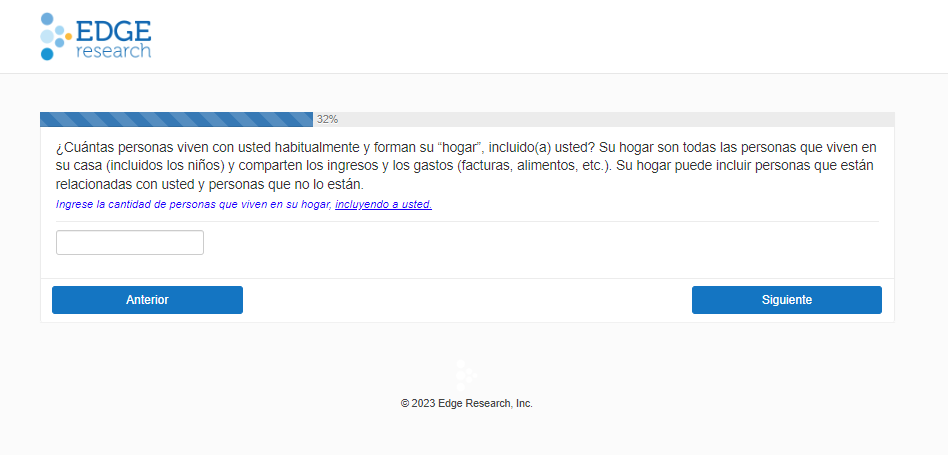 EDGE
research
32%
¿Cuántas personas viven con usted habitualmente y forman su “hogar”, incluido(a) usted? Su hogar son todas las personas que viven en
su casa (incluidos los niños) y comparten los ingresos y los gastos (facturas, alimentos, etc.). Su hogar puede incluir personas que están
relacionadas con usted y personas que no lo están.
Ingrese la cantidad de personas que viven en su hogar, incluyendo a usted.
Anterior
Siguiente
© 2023 Edge Research, Inc.